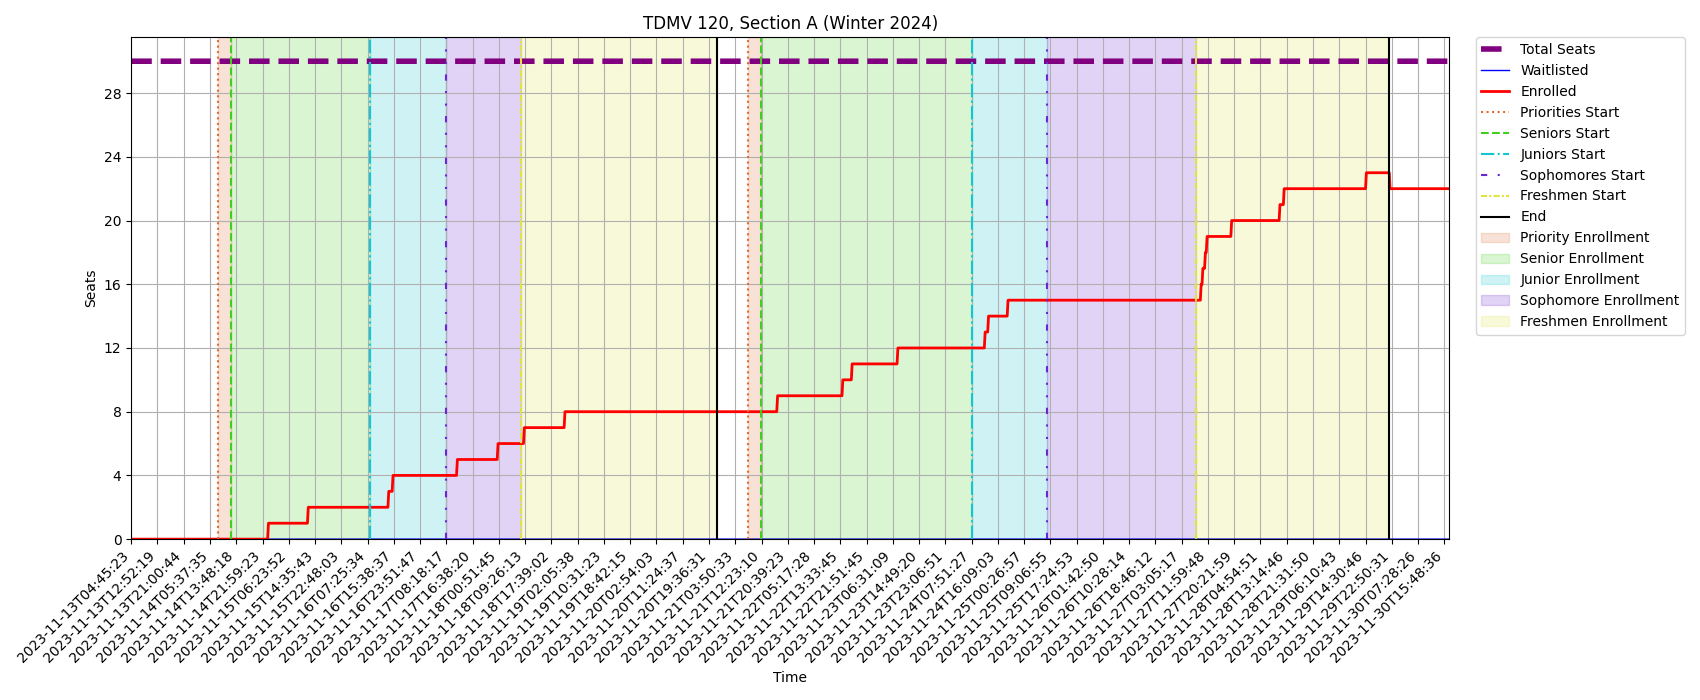 TDMV 120, Section A (Winter 2024)
Total Seats
Waitlisted
Enrolled
Priorities Start
Seniors Start
Juniors Start
Sophomores Start
Freshmen Start
End
Priority Enrollment
Senior Enrollment
Junior Enrollment
Sophomore Enrollment
Freshmen Enrollment
Seats
28
24
20
16
12
8
4
0
2023-11-13T04:45:23
2023-11-13T12:52:19
2023-11-13T21:00:44
2023-11-14T05:37:35
2023-11-14T13:48:18
2023-11-14T21:59:23
2023-11-15T06:23:52
2023-11-15T14:35:43
2023-11-15T22:48:03
2023-11-16T07:25:34
2023-11-16T15:38:37
2023-11-16T23:51:47
2023-11-17T08:18:17
2023-11-17T16:38:20
2023-11-18T00:51:45
2023-11-18T09:26:13
2023-11-18T17:39:02
2023-11-19T02:05:38
2023-11-19T10:31:23
2023-11-19T18:42:15
2023-11-20T02:54:03
2023-11-20T11:24:37
2023-11-20T19:36:31
2023-11-21T03:50:33
2023-11-21T12:23:10
2023-11-21T20:39:23
2023-11-22T05:17:28
2023-11-22T13:33:45
2023-11-22T21:51:45
2023-11-23T06:31:09
2023-11-23T14:49:20
2023-11-23T23:06:51
2023-11-24T07:51:27
2023-11-24T16:09:03
2023-11-25T00:26:57
2023-11-25T09:06:55
2023-11-25T17:24:53
2023-11-26T01:42:50
2023-11-26T10:28:14
2023-11-26T18:46:12
2023-11-27T03:05:17
2023-11-27T11:59:48
2023-11-27T20:21:59
2023-11-28T04:54:51
2023-11-28T13:14:46
2023-11-28T21:31:50
2023-11-29T06:10:43
2023-11-29T14:30:46
2023-11-29T22:50:31
2023-11-30T07:28:26
2023-11-30T15:48:36
Time